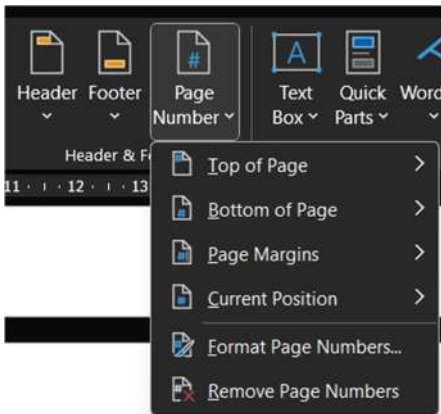 Header Footer Page Number Text Box Quick Parts Word
Header & F
11 12 13
Top of Page
Bottom of Page
Page Margins
Current Position
Format Page Numbers...
Remove Page Numbers